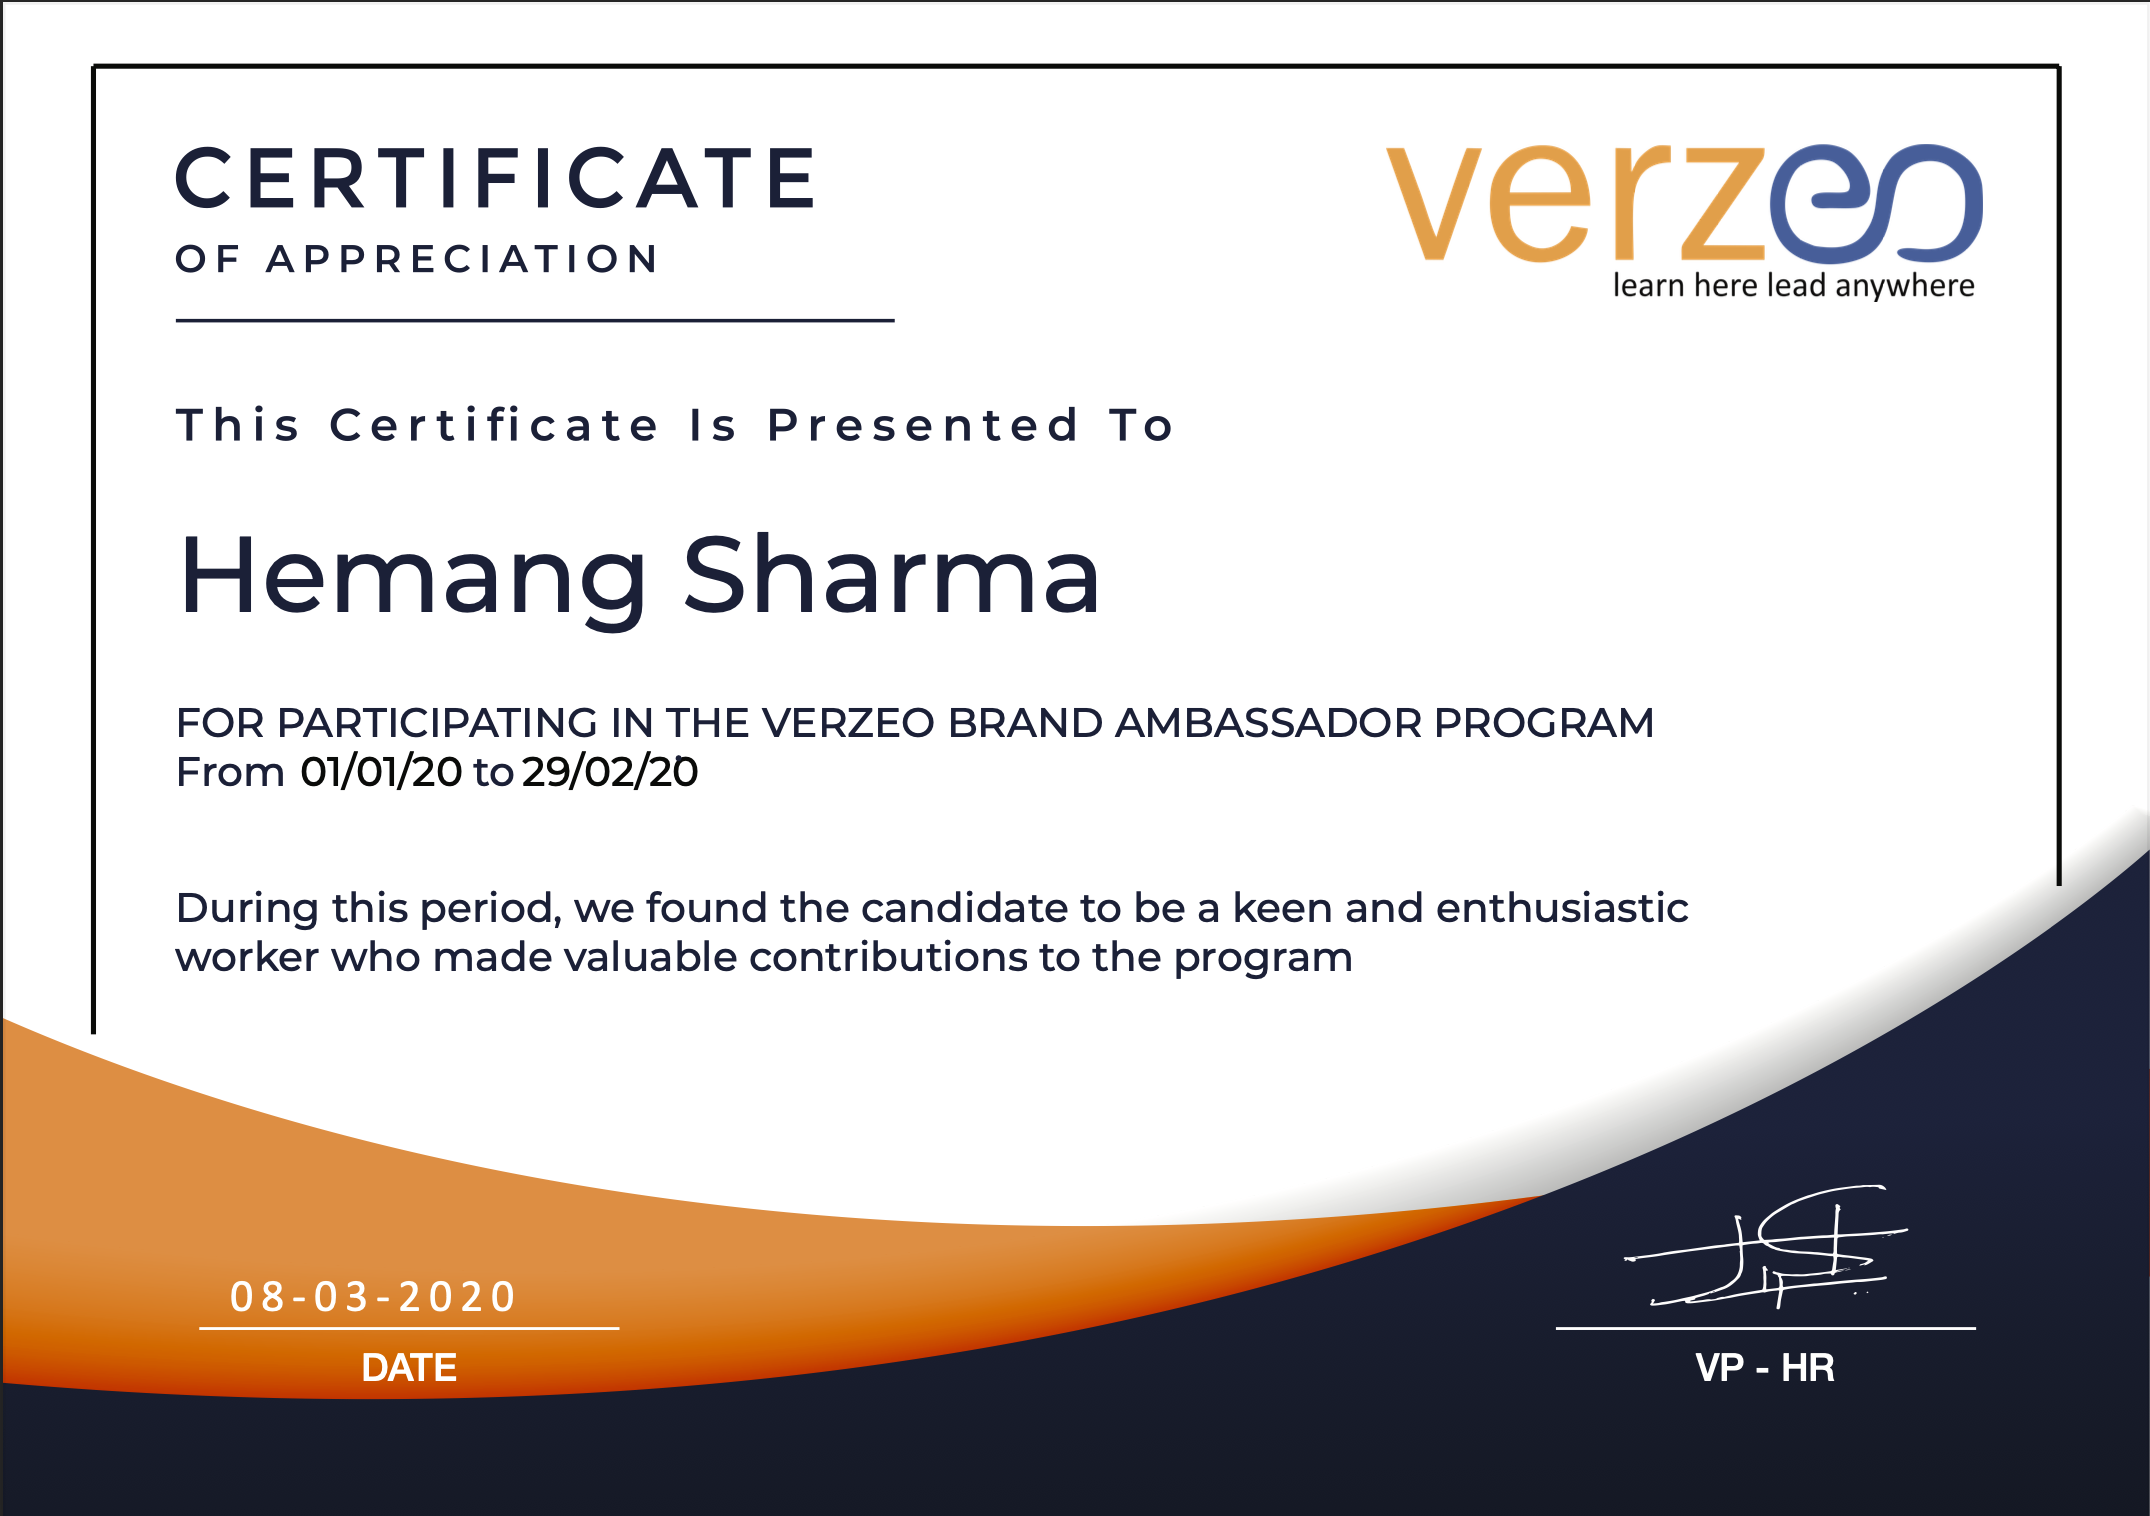 CERTIFICATE
OF APPRECIATION
verzeo
learn here lead anywhere
This Certificate Is Presented To
Hemang Sharma
FOR PARTICIPATING IN THE VERZEO BRAND AMBASSADOR PROGRAM
From 01/01/20 to 29/02/20
During this period, we found the candidate to be a keen and enthusiastic
worker who made valuable contributions to the program
08-03-2020
DATE
VP - HR